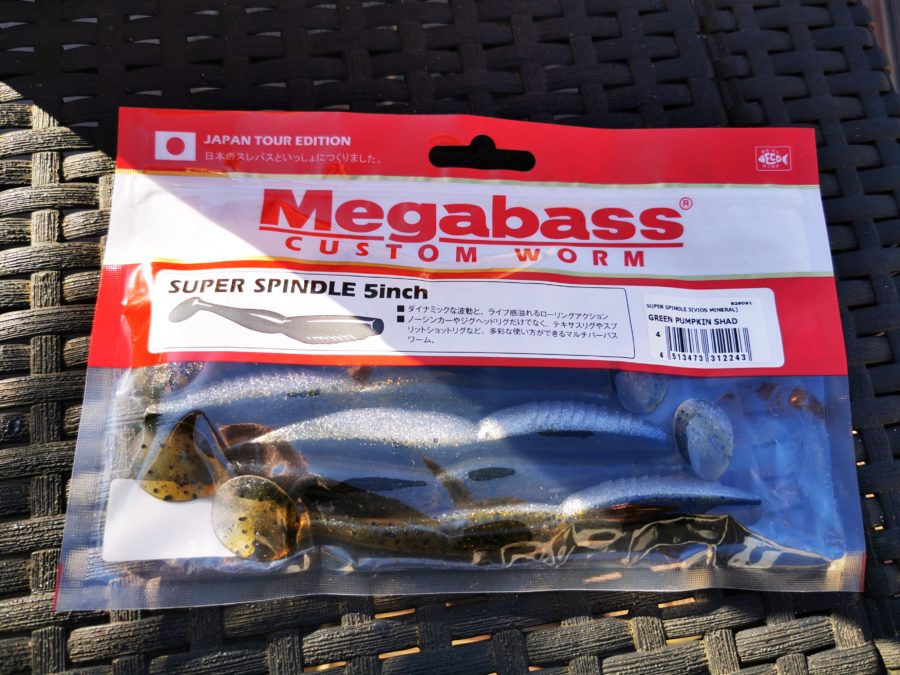 JAPAN TOUR EDITION
日本のスレバスといっしょにつくりました。
ECO
Megabass®
CUSTOM WORM
SUPER SPINDLE 5inch
■ダイナミックな波動と、ライブ感溢れるローリングアクション
■ノーシンカーやジグヘッドリグだけでなく、テキサスリグやスプ
リットショットリグなど、多彩な使い方ができるマルチパーパス
ワーム。
SUPER SPINDLE 5(VIOS-MINERAL)
GREEN PUMPKIN SHAD
4 513473 312243